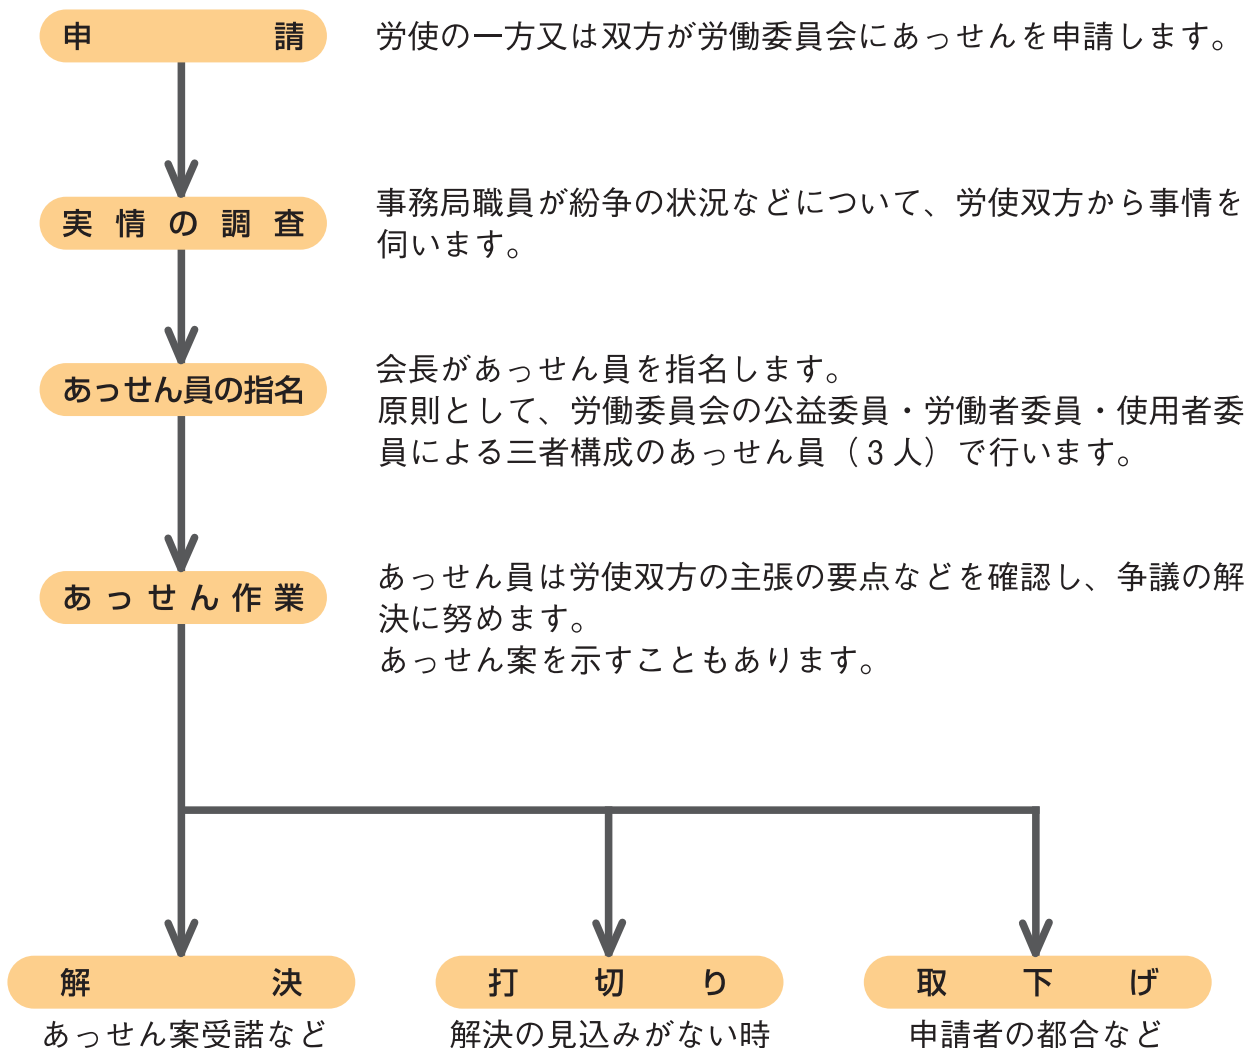 申請
労使の一方又は双方が労働委員会にあっせんを申請します。
実情の調査
事務局職員が紛争の状況などについて、労使双方から事情を
伺います。
あっせん員の指名
会長があっせん員を指名します。
原則として、労働委員会の公益委員・労働者委員・使用者委
員による三者構成のあっせん員（3人）で行います。
あっせん作業
あっせん員は労使双方の主張の要点などを確認し、争議の解
決に努めます。
あっせん案を示すこともあります。
解決
あっせん案受諾など
打切り
解決の見込みがない時
取下げ
申請者の都合など